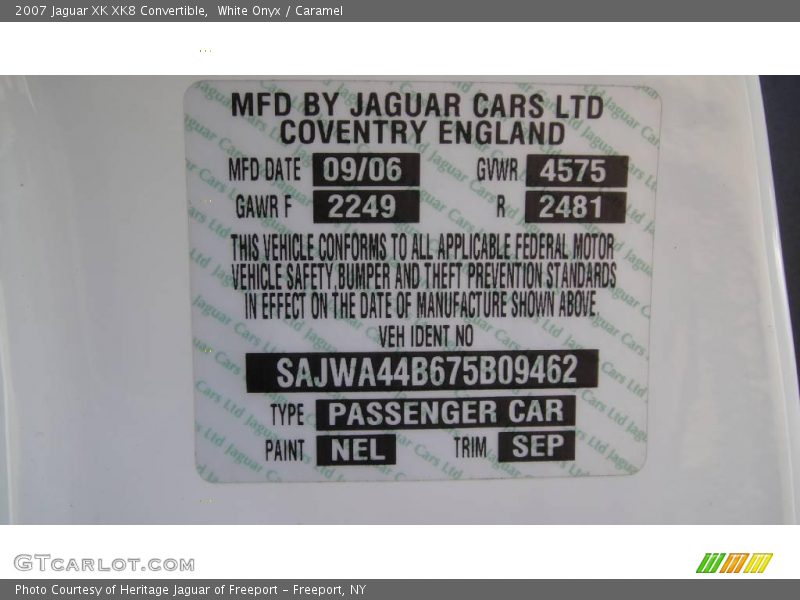 2007 Jaguar XK XK8 Convertible,  White Onyx / Caramel
MFD BY JAGUAR CARS LTD
COVENTRY ENGLAND
MFD DATE 09/06 GVWR 4575
GAWR F 2249 R 2481
THIS VEHICLE CONFORMS TO ALL APPLICABLE FEDERAL MOTOR
VEHICLE SAFETY,BUMPER AND THEFT PREVENTION STANDARDS
IN EFFECT ON THE DATE OF MANUFACTURE SHOWN ABOVE.
VEH IDENT NO
SAJWA44B675B09462
TYPE PASSENGER CAR
PAINT NEL TRIM SEP
GTCARLOT.COM
Photo Courtesy of Heritage Jaguar of Freeport - Freeport, NY